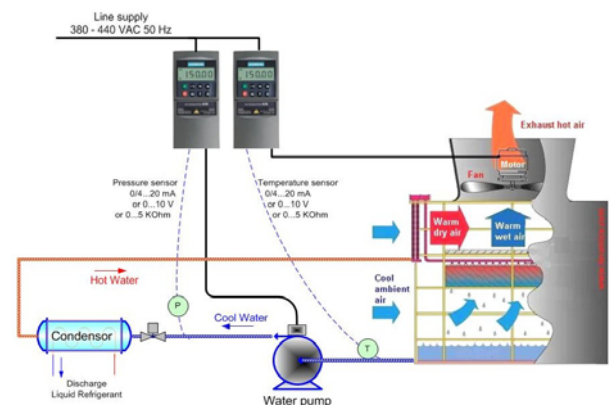 Line supply
380 - 440 VAC 50 Hz
150.00
150.00
Exhaust hot air
Motor
Fan
Pressure sensor
0/4...20 mA
or 0...10 V
or 0...5 KOhm
Temperature sensor
0/4...20 mA
or 0...10 V
or 0...5 KOhm
Warm
dry air
Warm
wet air
Cool
ambient
air
Hot Water
P
Cool Water
Condensor
T
Discharge
Liquid Refrigerant
Water pump